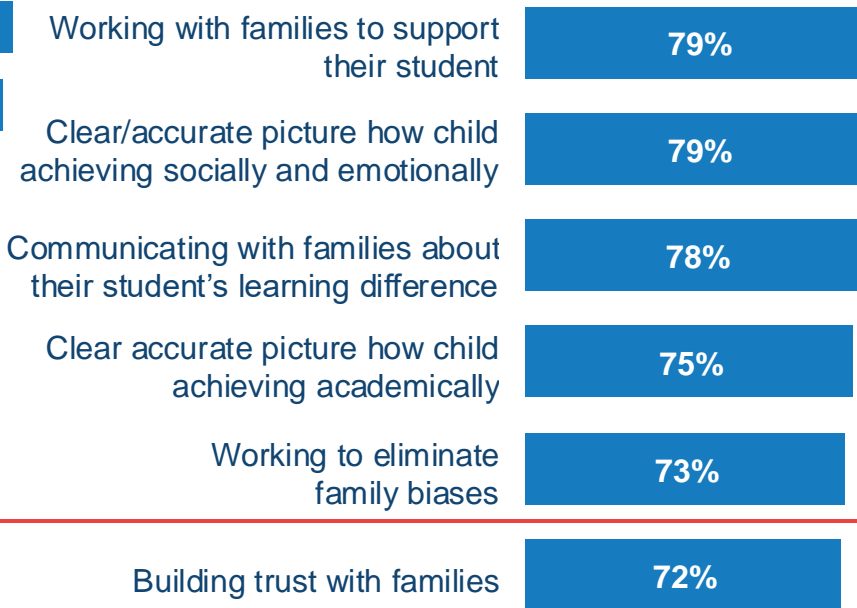 Working with families to support
their student
79%
Clear/accurate picture how child
achieving socially and emotionally
79%
Communicating with families about
their student’s learning difference
78%
Clear accurate picture how child
achieving academically
75%
Working to eliminate
family biases
73%
Building trust with families
72%